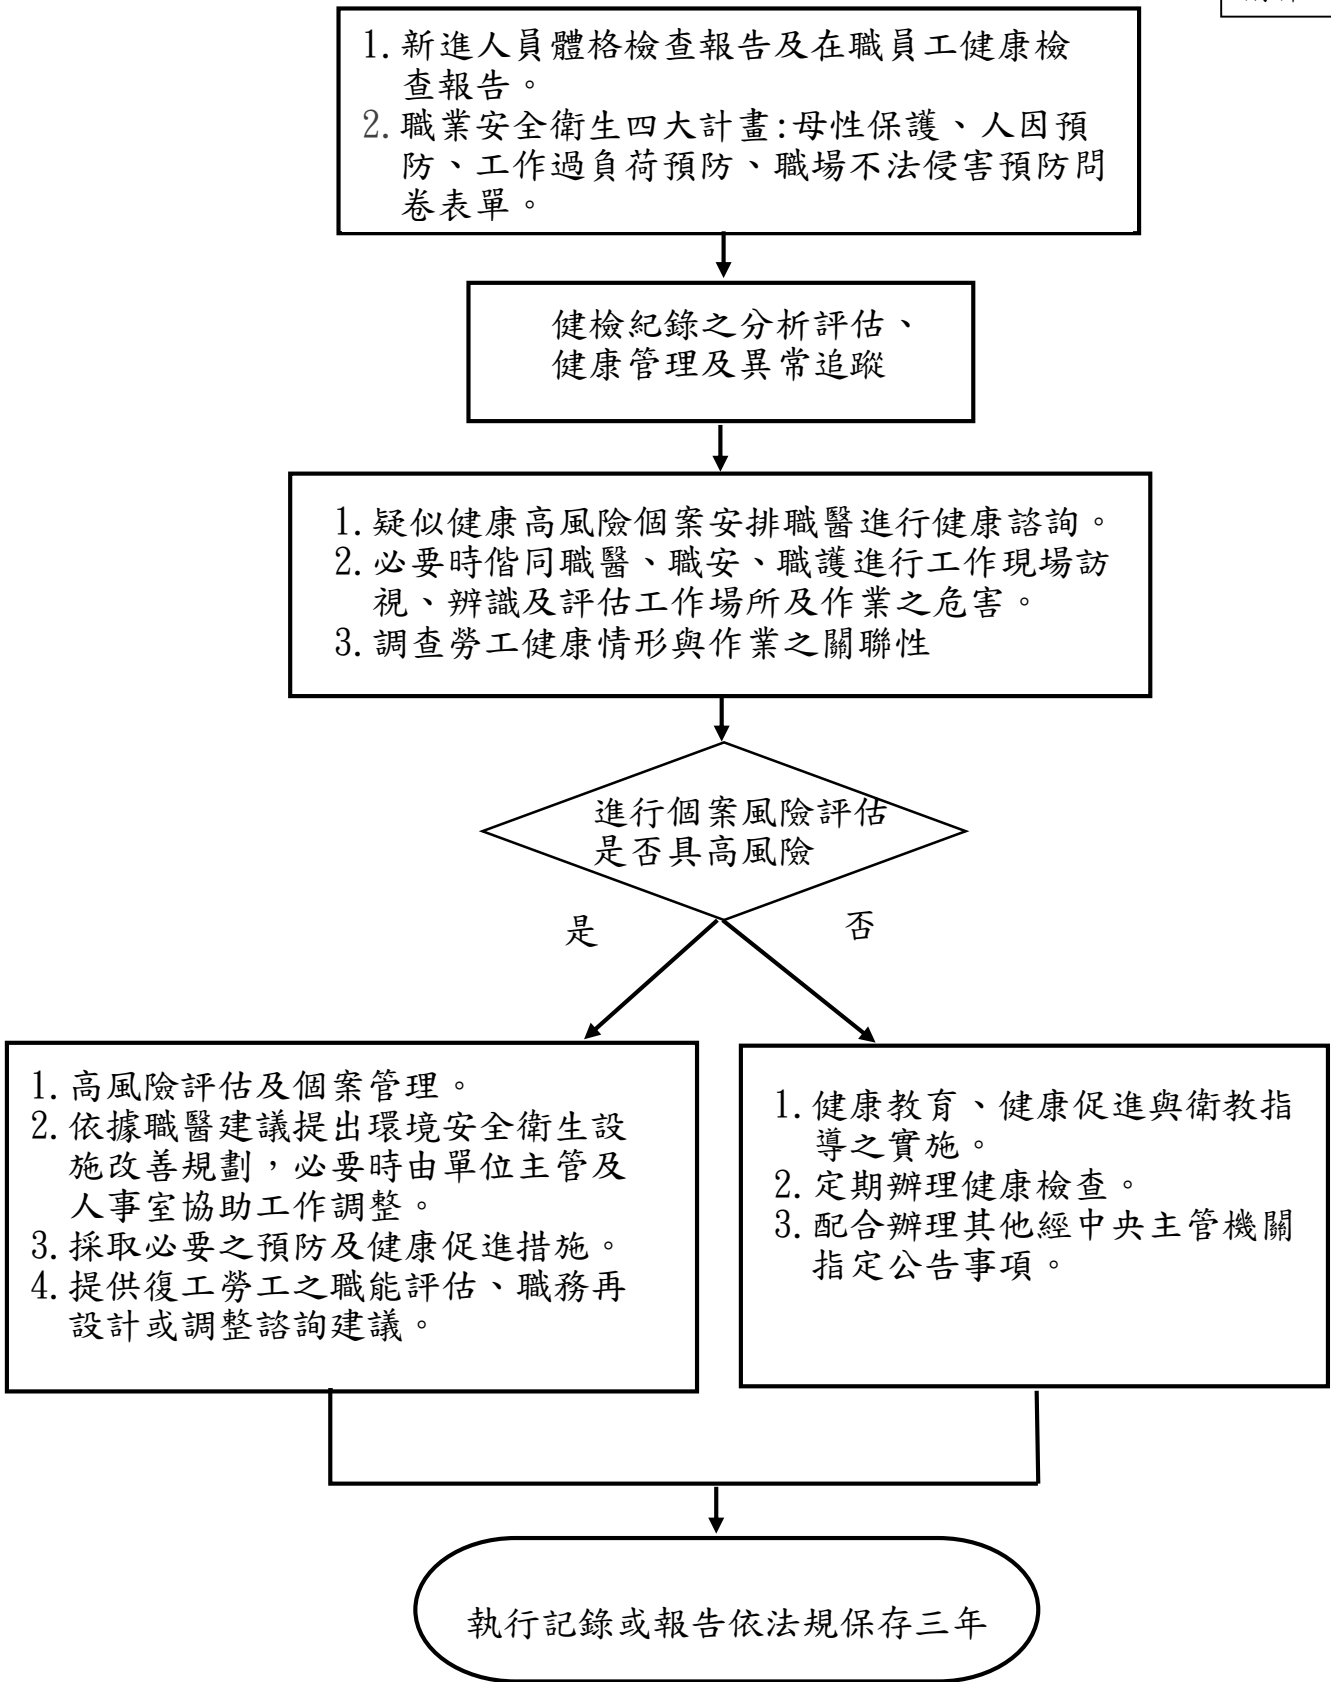 1. 新進人員體格檢查報告及在職員工健康檢
查報告。
2. 職業安全衛生四大計畫:母性保護、人因預
防、工作過負荷預防、職場不法侵害預防問
卷表單。
健檢紀錄之分析評估、
健康管理及異常追蹤
1. 疑似健康高風險個案安排職醫進行健康諮詢。
2. 必要時偕同職醫、職安、職護進行工作現場訪
視、辨識及評估工作場所及作業之危害。
3. 調查勞工健康情形與作業之關聯性
進行個案風險評估
是否具高風險
是
否
1. 高風險評估及個案管理。
2. 依據職醫建議提出環境安全衛生設
施改善規劃，必要時由單位主管及
人事室協助工作調整。
3. 採取必要之預防及健康促進措施。
4. 提供復工勞工之職能評估、職務再
設計或調整諮詢建議。
1. 健康教育、健康促進與衛教指
導之實施。
2. 定期辦理健康檢查。
3. 配合辦理其他經中央主管機關
指定公告事項。
執行記錄或報告依法規保存三年